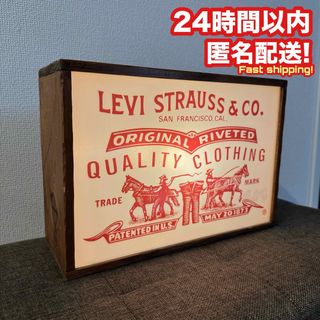 24時間以内
匿名配送!
Fast shipping!
LEVI STRAUSS & CO.
SAN FRANCISCO, CAL.
ORIGINAL RIVETED
QUALITY CLOTHING
TRADE MARK
PATENTED IN U.S. MAY 20 1873